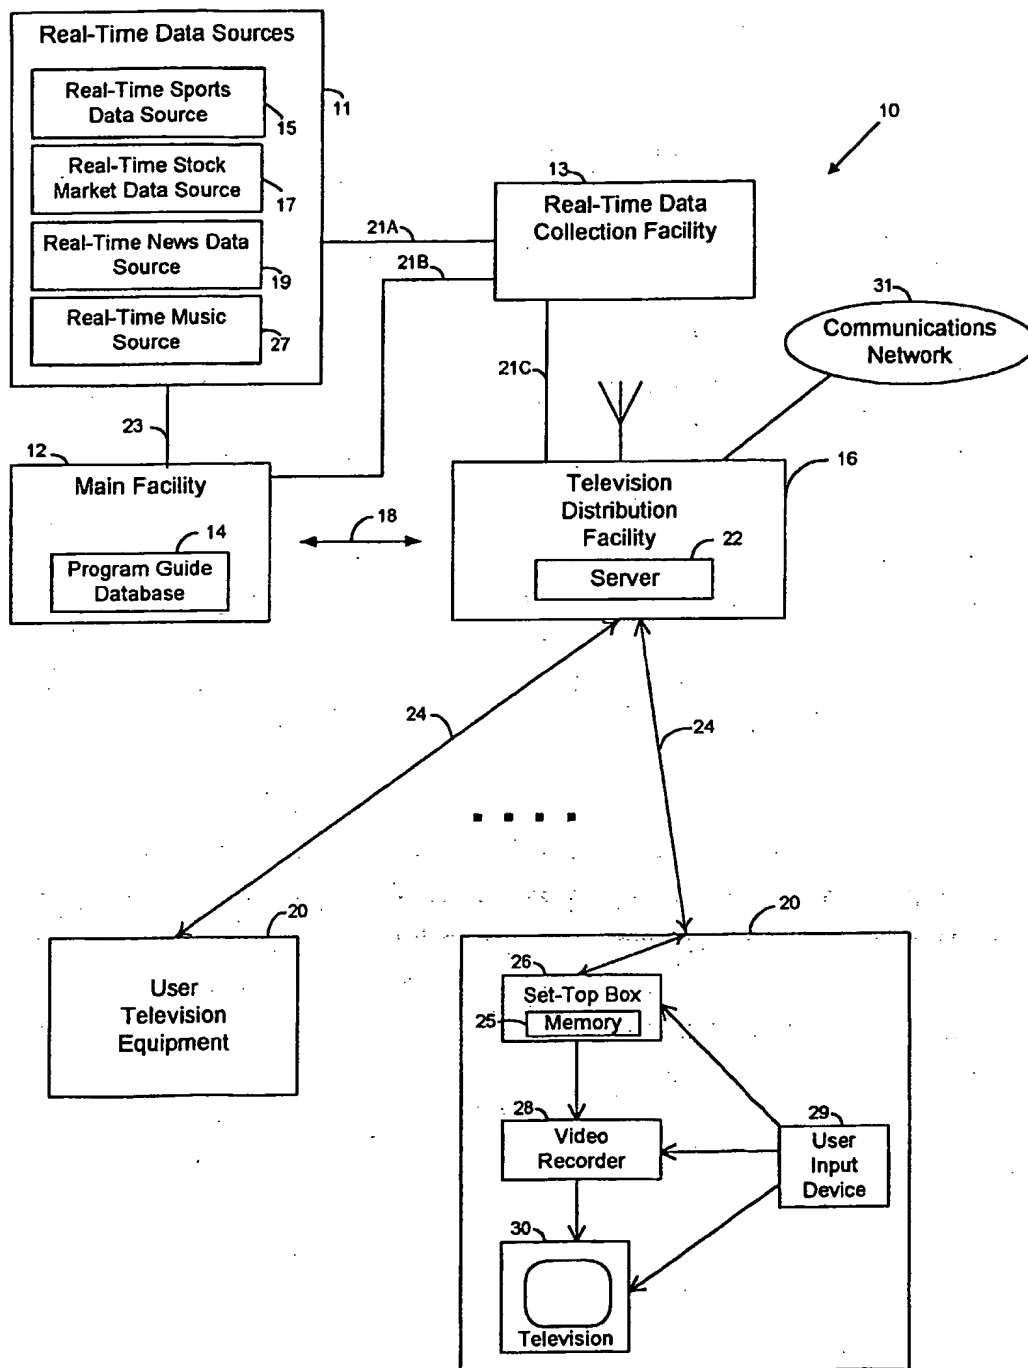 Real-Time Data Sources
Real-Time Sports
Data Source
15
11
Real-Time Stock
Market Data Source
17
Real-Time News Data
Source
19
Real-Time Music
Source
27
10
13
Real-Time Data
Collection Facility
21A
21B
21C
31
Communications
Network
23
12
Main Facility
14
Program Guide
Database
18
16
Television
Distribution
Facility
22
Server
24
24
20
User
Television
Equipment
20
26
Set-Top Box
25
Memory
28
Video
Recorder
29
User
Input
Device
30
Television